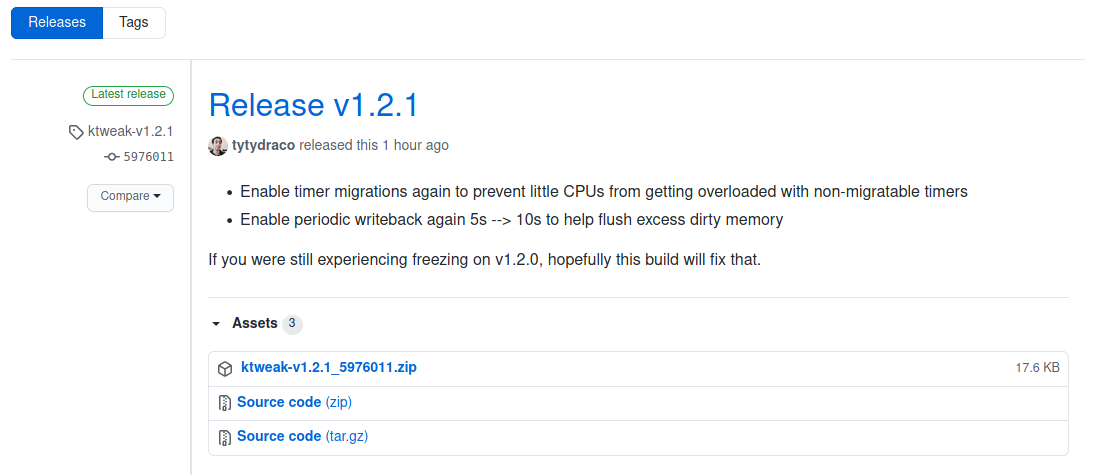 Releases Tags
Latest release
ktweak-v1.2.1
5976011
Compare
Release v1.2.1
tytydraco released this 1 hour ago
• Enable timer migrations again to prevent little CPUs from getting overloaded with non-migratable timers
• Enable periodic writeback again 5s --> 10s to help flush excess dirty memory
If you were still experiencing freezing on v1.2.0, hopefully this build will fix that.
Assets 3
ktweak-v1.2.1_5976011.zip 17.6 KB
Source code (zip)
Source code (tar.gz)